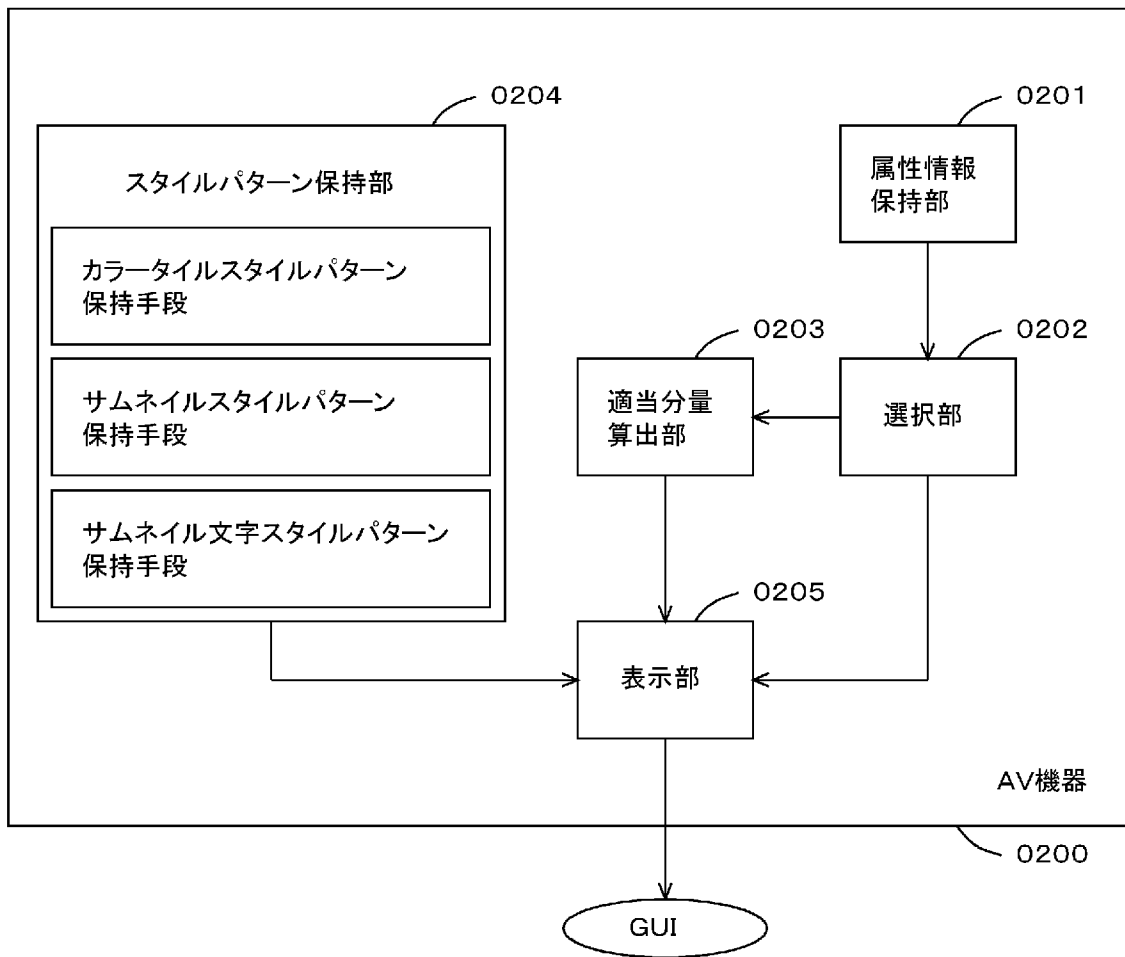 0204
スタイルパターン保持部
カラータイルスタイルパターン
保持手段
サムネイルスタイルパターン
保持手段
サムネイル文字スタイルパターン
保持手段
0201
属性情報
保持部
0203
適当分量
算出部
0202
選択部
0205
表示部
AV機器
0200
GUI